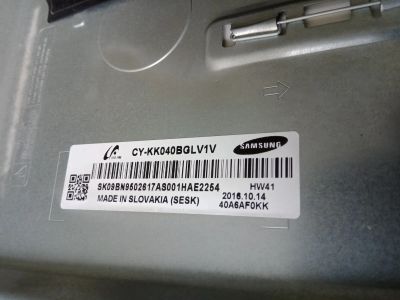 CY-KK040BGLV1V
SAMSUNG
SK09BN9502617AS001HAE2254
HW41
MADE IN SLOVAKIA (SESK)
2016.10.14
40A6AF0KK